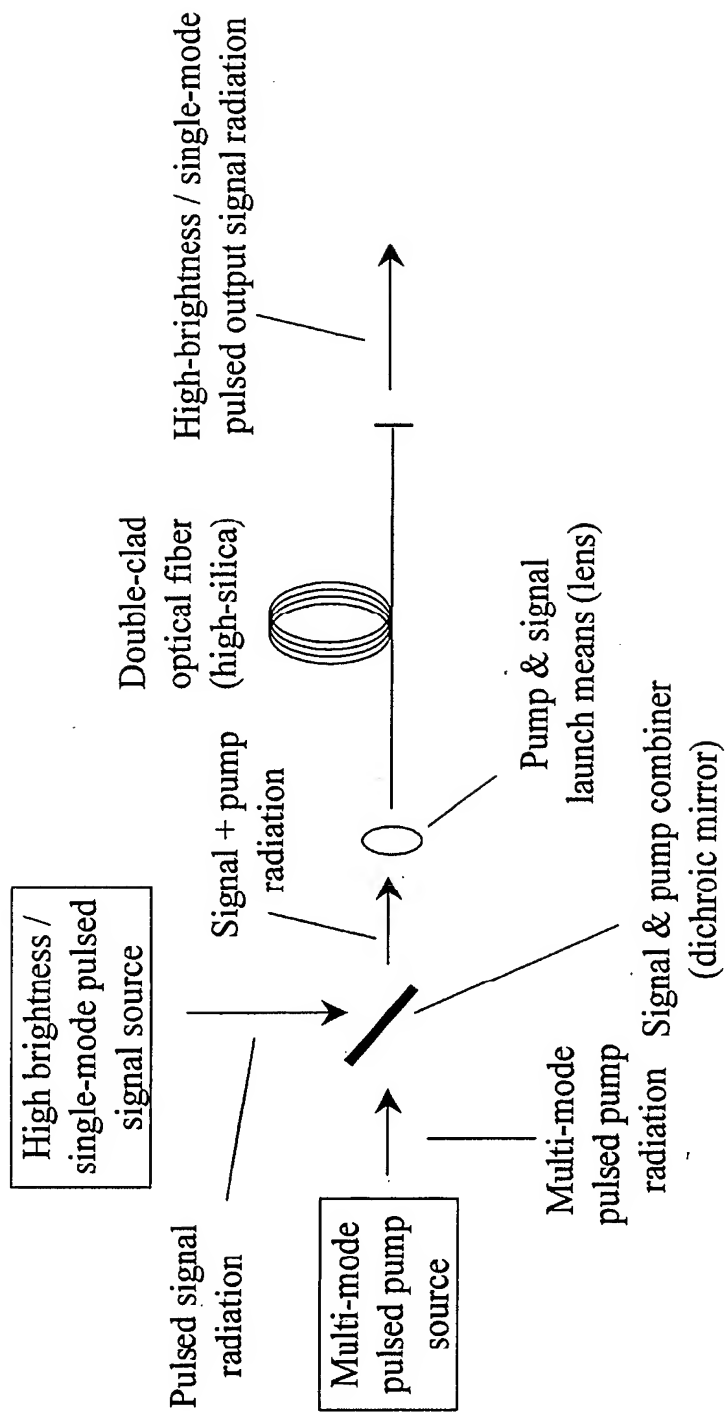 High brightness /
single-mode pulsed
signal source
Pulsed signal
radiation
Multi-mode
pulsed pump
source
Multi-mode
pulsed pump
radiation
Signal & pump combiner
(dichroic mirror)
Signal + pump
radiation
Pump & signal
launch means (lens)
Double-clad
optical fiber
(high-silica)
High-brightness / single-mode
pulsed output signal radiation